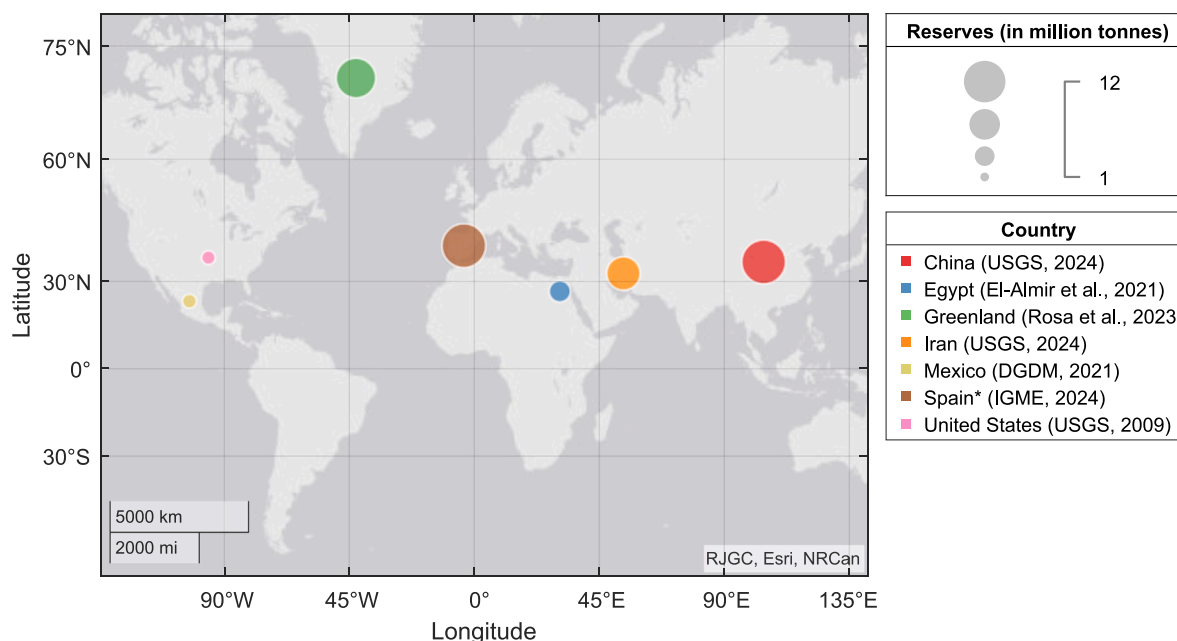 75°N
60°N
30°N
0°
30°S
Latitude
5000 km
2000 mi
RJGC, Esri, NRCan
90°W
45°W
0°
45°E
90°E
135°E
Longitude
Reserves (in million tonnes)
12
1
Country
China (USGS, 2024)
Egypt (El-Almir et al., 2021)
Greenland (Rosa et al., 2023
Iran (USGS, 2024)
Mexico (DGDM, 2021)
Spain* (IGME, 2024)
United States (USGS, 2009)